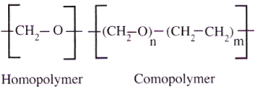 [CH₂–O] [(CH₂–O)ₙ–(CH₂–CH₂)ₘ]
Homopolymer Comopolymer